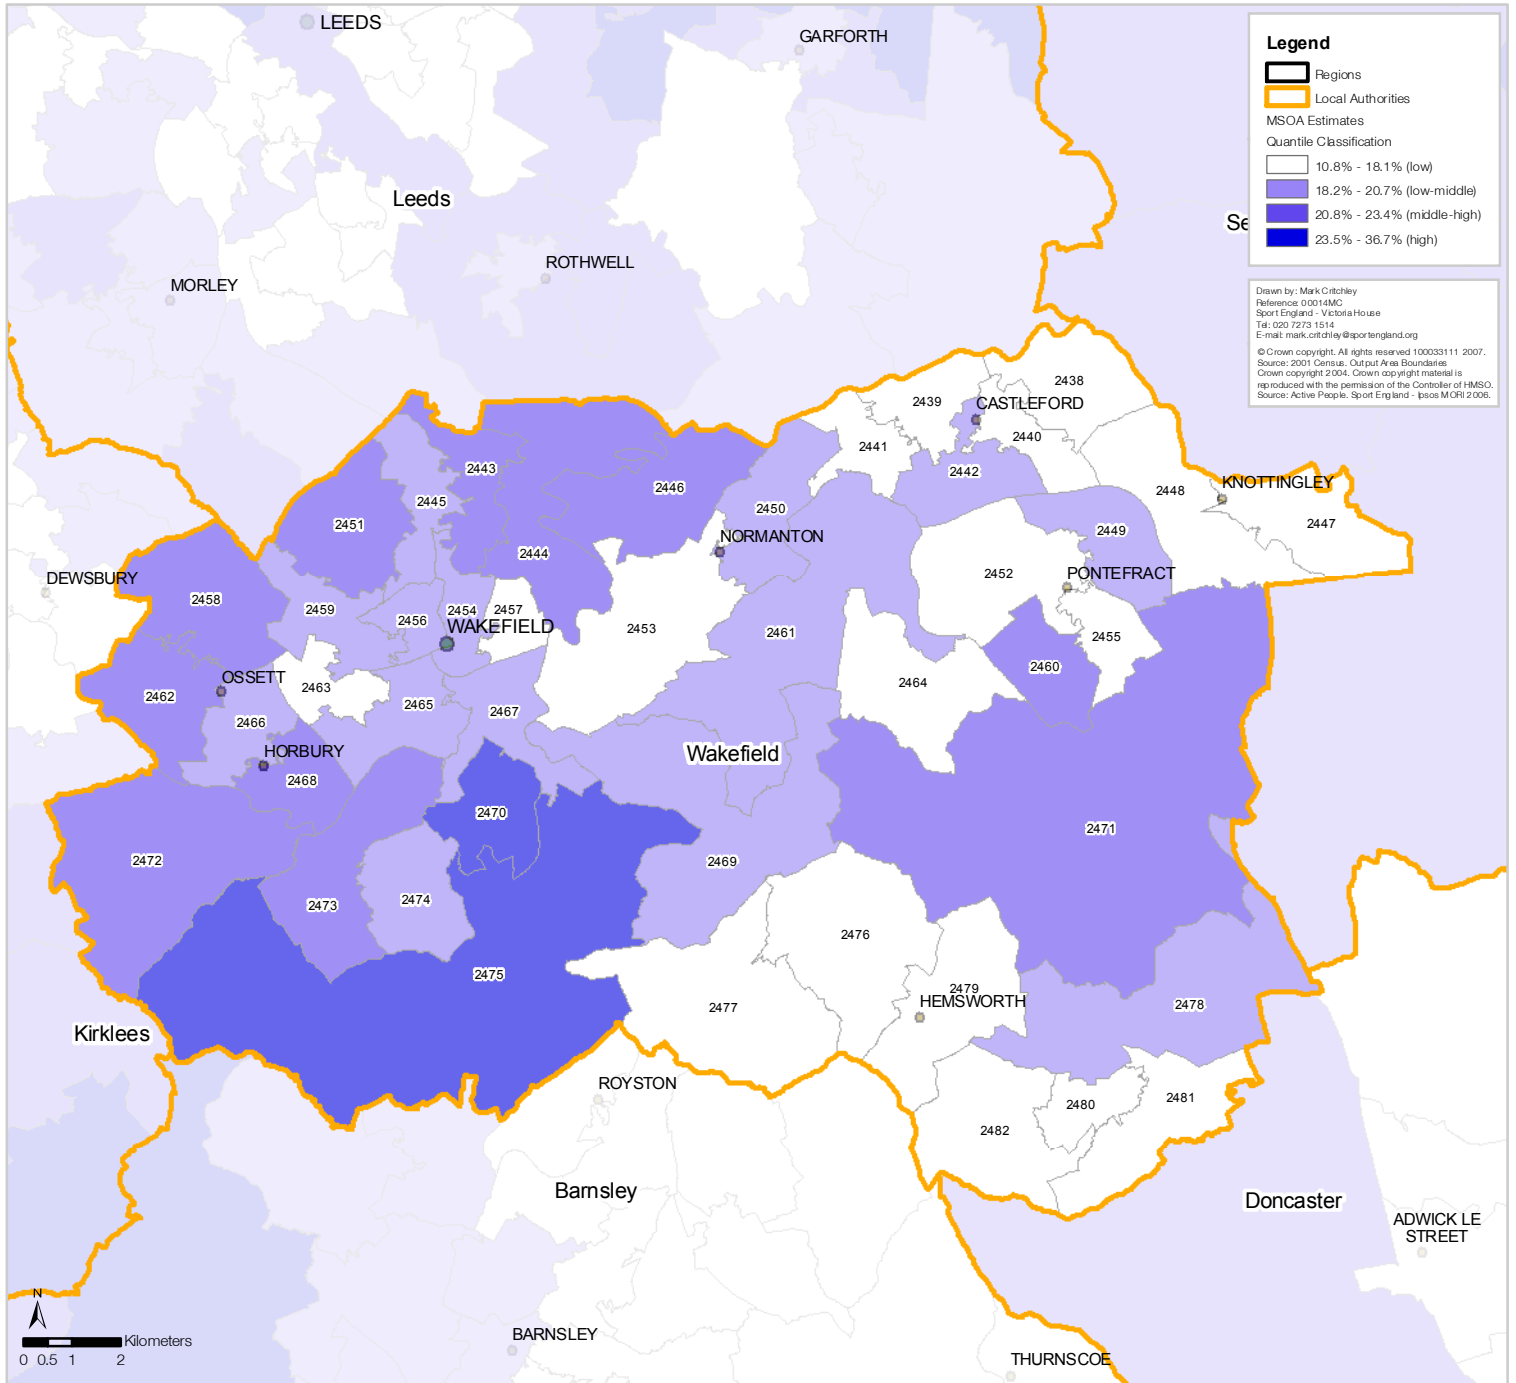 LEEDS
GARFORTH
Leeds
ROTHWELL
MORLEY
Se
Legend
Regions
Local Authorities
MSOA Estimates
Quantile Classification
10.8% - 18.1% (low)
18.2% - 20.7% (low-middle)
20.8% - 23.4% (middle-high)
23.5% - 36.7% (high)
Drawn by: Mark Critchley
Reference: 00014MC
Sport England - Victoria House
Tel: 020 7273 1514
E-mail: mark.critchley@sportengland.org
© Crown copyright. All rights reserved 100033111 2007.
Source: 2001 Census. Output Area Boundaries
Crown copyright 2004. Crown copyright material is
reproduced with the permission of the Controller of HMSO.
Source: Active People. Sport England - Ipsos MORI 2006.
2438
2439
CASTLEFORD
2440
2441
2442
2443
2446
2445
2450
2448
KNOTTINGLEY
2447
2451
2449
NORMANTON
2444
2452
PONTEFRACT
DEWSBURY
2458
2459
2456
2454
2457
WAKEFIELD
2453
2461
2455
2460
OSSETT
2462
2463
2464
2465
2467
2466
HORBURY
2468
Wakefield
2470
2471
2472
2469
2473
2474
2475
2476
2477
2479
HEMSWORTH
2478
Kirklees
ROYSTON
2480
2481
2482
Barnsley
Doncaster
ADWICK LE
STREET
N
Kilometers
0 0.5 1 2
BARNSLEY
THURNSCOE